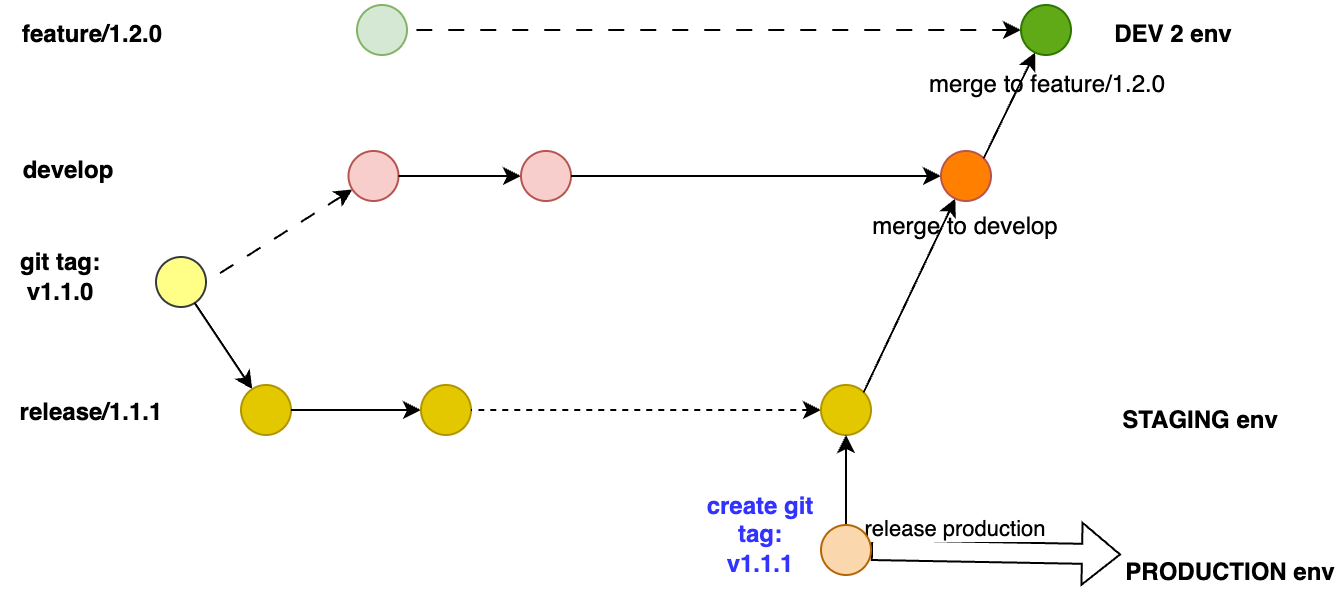 feature/1.2.0
DEV 2 env
merge to feature/1.2.0
develop
merge to develop
git tag:
v1.1.0
release/1.1.1
STAGING env
create git
tag:
v1.1.1
release production
PRODUCTION env